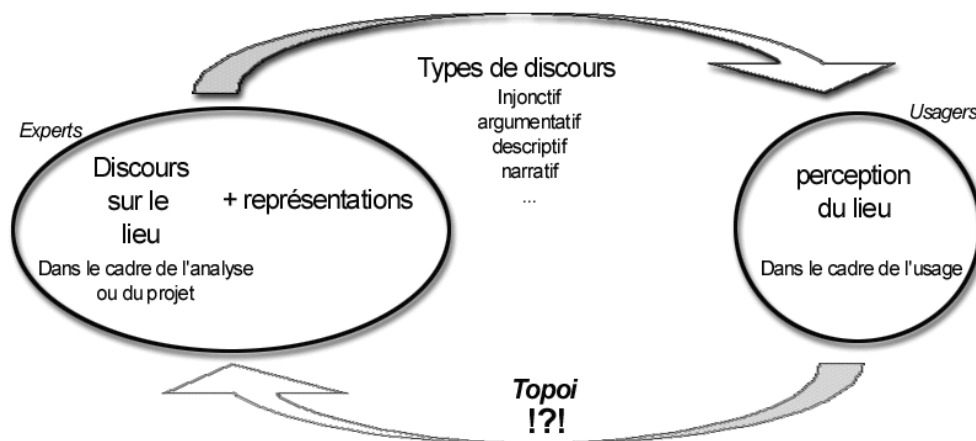 Types de discours
Injonctif
argumentatif
descriptif
narratif
...
Experts
Discours
sur le
lieu
+ représentations
Dans le cadre de l'analyse
ou du projet
Usagers
perception
du lieu
Dans le cadre de l'usage
Topoi
!?!